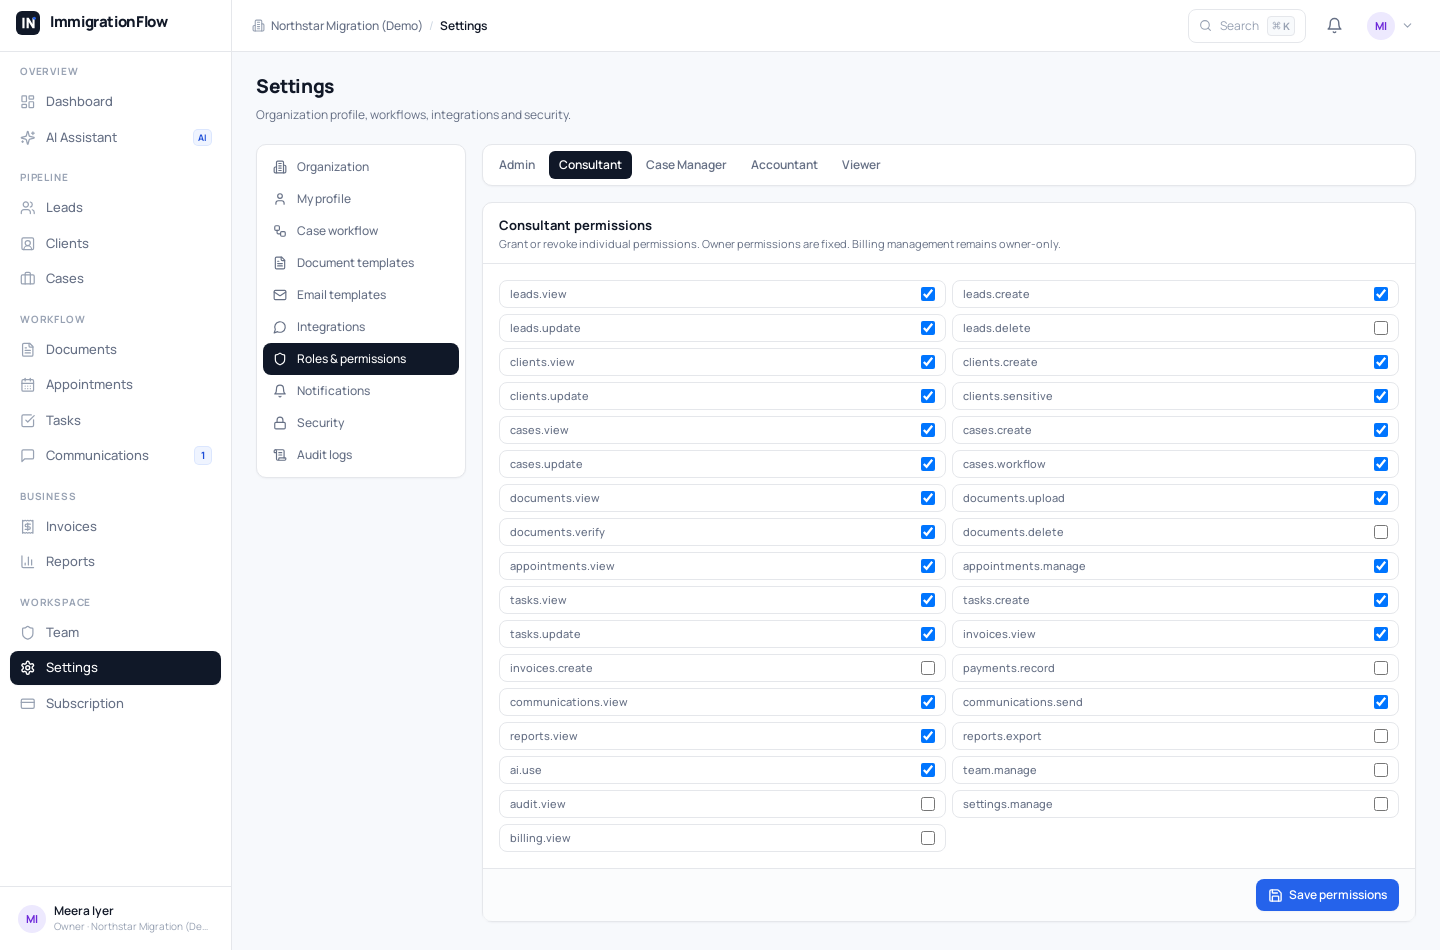 IN ImmigrationFlow
Northstar Migration (Demo) / Settings
Search ⌘ K
MI
OVERVIEW
Dashboard
AI Assistant AI
PIPELINE
Leads
Clients
Cases
WORKFLOW
Documents
Appointments
Tasks
Communications 1
BUSINESS
Invoices
Reports
WORKSPACE
Team
Settings
Subscription
MI Meera Iyer
Owner · Northstar Migration (De...
Settings
Organization profile, workflows, integrations and security.
Organization
My profile
Case workflow
Document templates
Email templates
Integrations
Roles & permissions
Notifications
Security
Audit logs
Admin Consultant Case Manager Accountant Viewer
Consultant permissions
Grant or revoke individual permissions. Owner permissions are fixed. Billing management remains owner-only.
leads.view leads.create
leads.update leads.delete
clients.view clients.create
clients.update clients.sensitive
cases.view cases.create
cases.update cases.workflow
documents.view documents.upload
documents.verify documents.delete
appointments.view appointments.manage
tasks.view tasks.create
tasks.update invoices.view
invoices.create payments.record
communications.view communications.send
reports.view reports.export
ai.use team.manage
audit.view settings.manage
billing.view
Save permissions